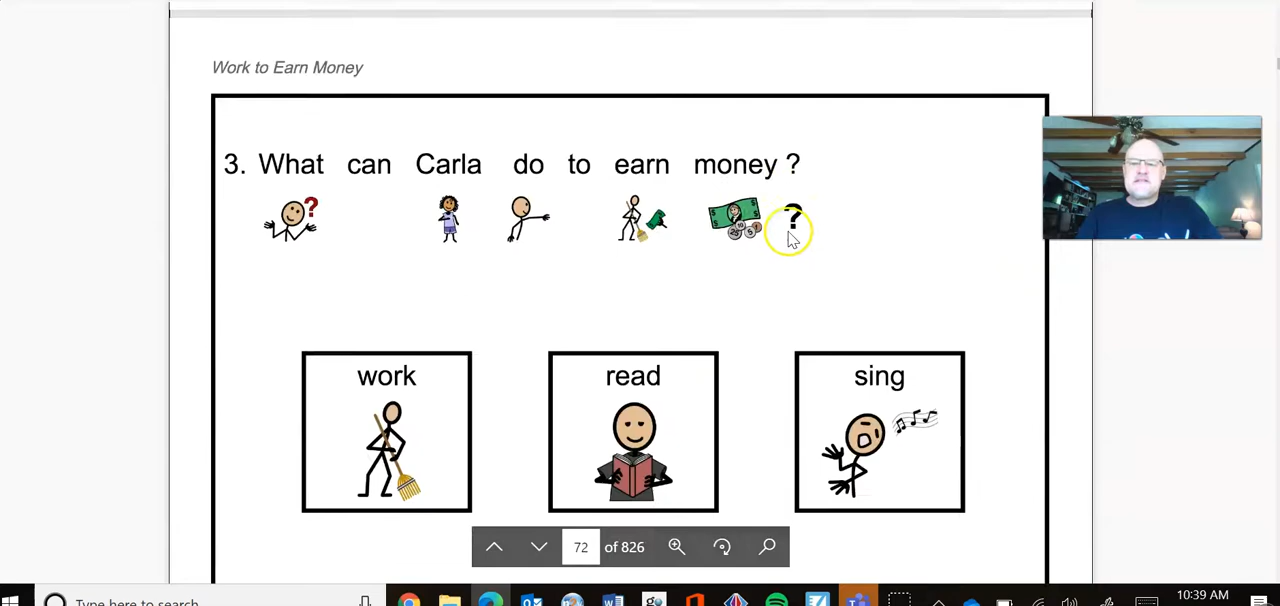 Work to Earn Money
3. What can Carla do to earn money ?
work read sing
72 of 826
Type here to search
10:39 AM